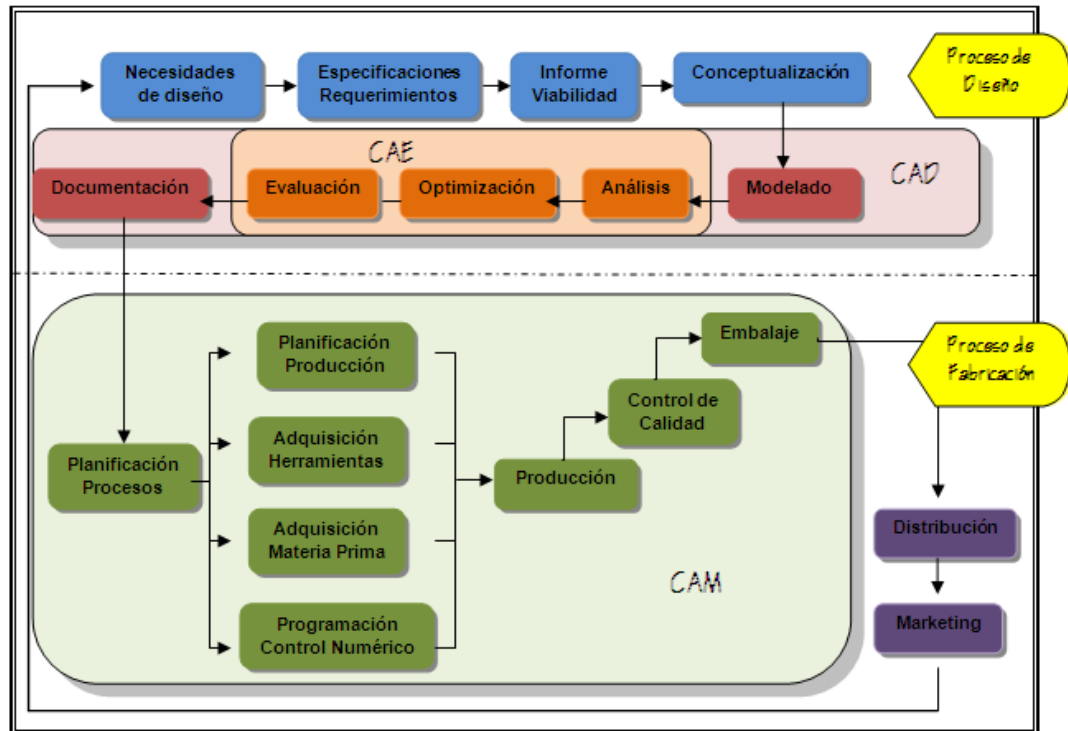 Necesidades
de diseño
Especificaciones
Requerimientos
Informe
Viabilidad
Conceptualización
Proceso de
Diseño
CAE
CAD
Documentación
Evaluación
Optimización
Análisis
Modelado
Planificación
Producción
Embalaje
Proceso de
Fabricación
Control de
Calidad
Adquisición
Herramientas
Planificación
Procesos
Producción
Adquisición
Materia Prima
Distribución
CAM
Programación
Control Numérico
Marketing